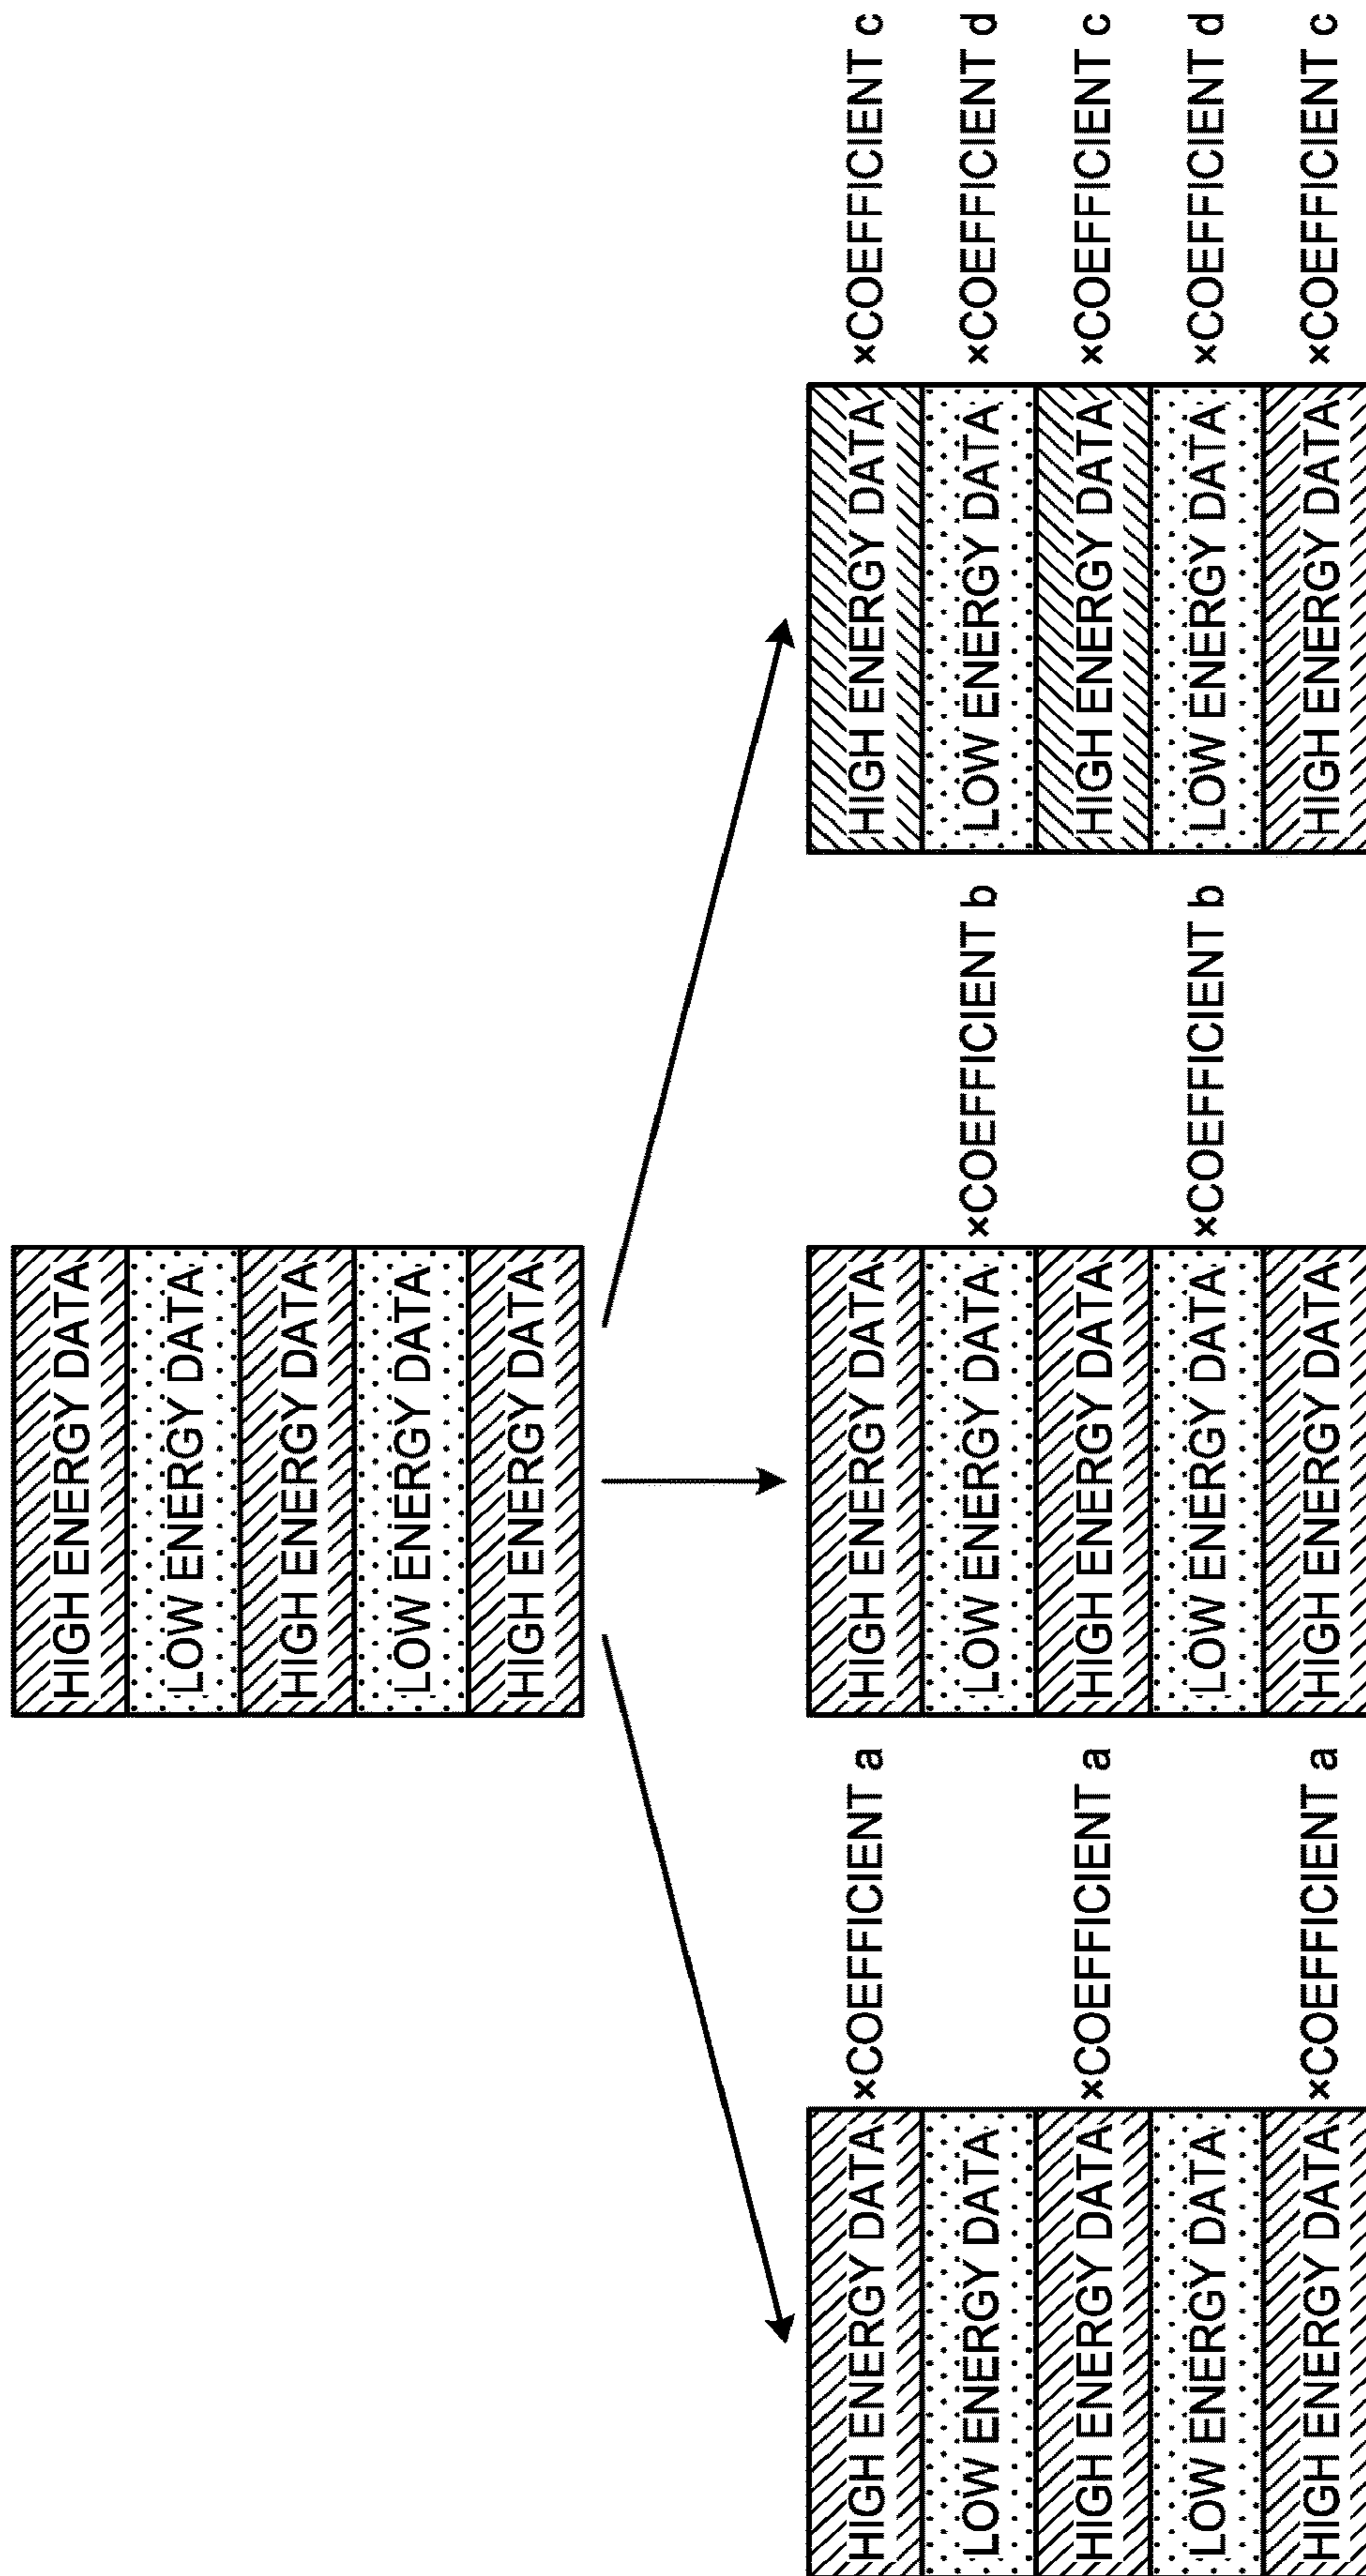 HIGH ENERGY DATA
LOW ENERGY DATA
HIGH ENERGY DATA
LOW ENERGY DATA
HIGH ENERGY DATA
HIGH ENERGY DATA ×COEFFICIENT a
LOW ENERGY DATA
HIGH ENERGY DATA ×COEFFICIENT a
LOW ENERGY DATA
HIGH ENERGY DATA ×COEFFICIENT a
HIGH ENERGY DATA
LOW ENERGY DATA ×COEFFICIENT b
HIGH ENERGY DATA
LOW ENERGY DATA ×COEFFICIENT b
HIGH ENERGY DATA
HIGH ENERGY DATA ×COEFFICIENT c
LOW ENERGY DATA ×COEFFICIENT d
HIGH ENERGY DATA ×COEFFICIENT c
LOW ENERGY DATA ×COEFFICIENT d
HIGH ENERGY DATA ×COEFFICIENT c